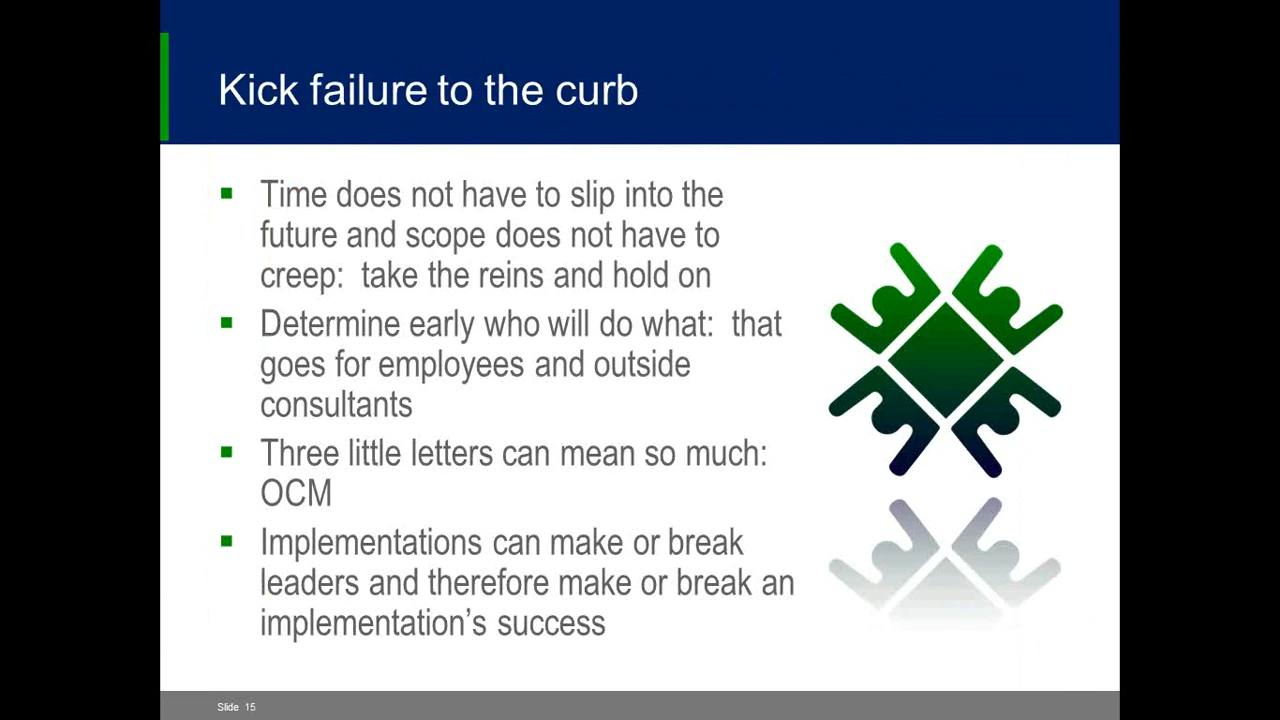 Kick failure to the curb
Time does not have to slip into the
future and scope does not have to
creep:  take the reins and hold on
Determine early who will do what:  that
goes for employees and outside
consultants
Three little letters can mean so much:
OCM
Implementations can make or break
leaders and therefore make or break an
implementation’s success
Slide  15